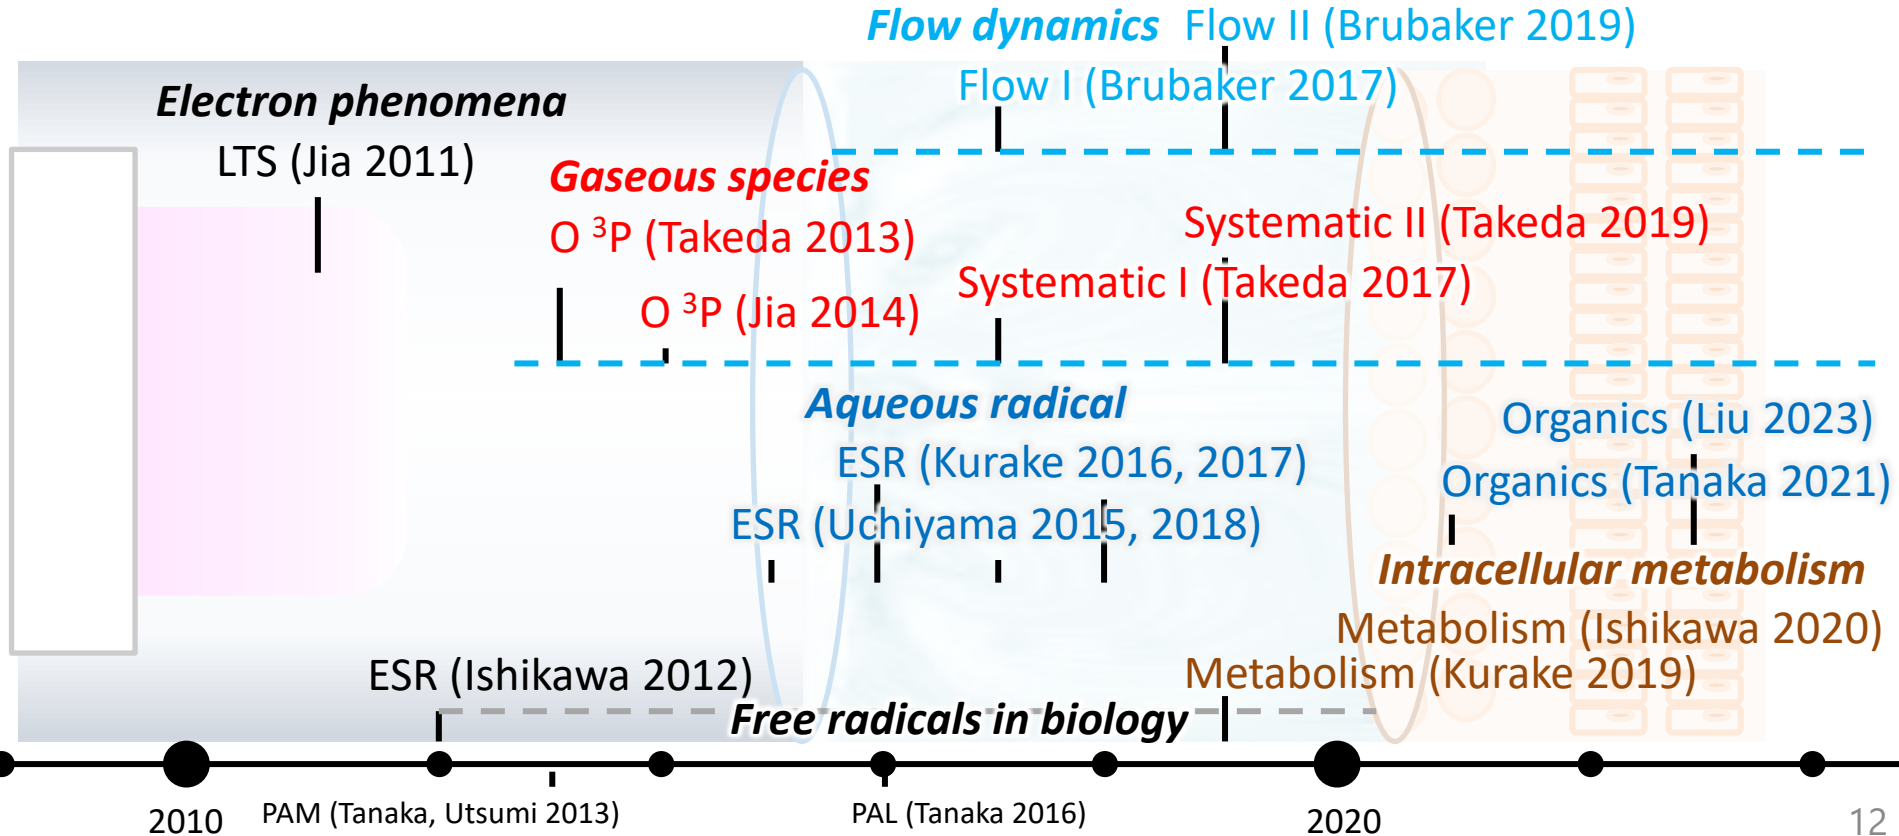 Flow dynamics Flow II (Brubaker 2019)
Flow I (Brubaker 2017)
Electron phenomena
LTS (Jia 2011)
Gaseous species
O ³P (Takeda 2013)
Systematic II (Takeda 2019)
Systematic I (Takeda 2017)
O ³P (Jia 2014)
Aqueous radical
Organics (Liu 2023)
ESR (Kurake 2016, 2017)
Organics (Tanaka 2021)
ESR (Uchiyama 2015, 2018)
Intracellular metabolism
Metabolism (Ishikawa 2020)
ESR (Ishikawa 2012)
Metabolism (Kurake 2019)
Free radicals in biology
2010
PAM (Tanaka, Utsumi 2013)
PAL (Tanaka 2016)
2020
12